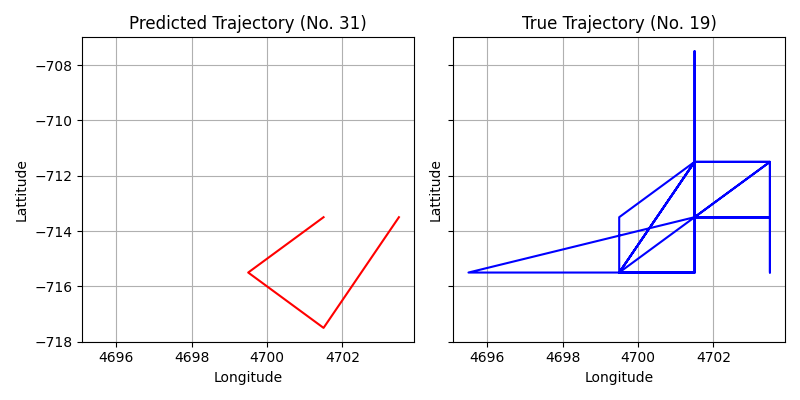 Predicted Trajectory (No. 31)
True Trajectory (No. 19)
−708
−710
−712
−714
−716
−718
Lattitude
Lattitude
4696 4698 4700 4702
4696 4698 4700 4702
Longitude
Longitude